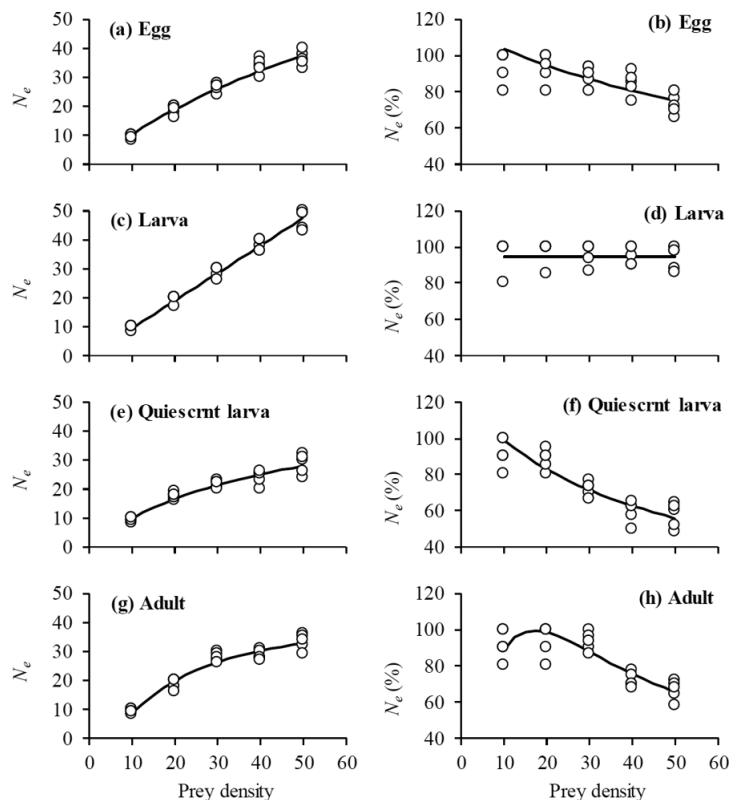 (a) Egg
50
40
30
20
10
0
Nₑ
(b) Egg
120
100
80
60
40
Nₑ (%)
(c) Larva
50
40
30
20
10
0
Nₑ
(d) Larva
120
100
80
60
40
Nₑ (%)
(e) Quiescrnt larva
50
40
30
20
10
0
Nₑ
(f) Quiescrnt larva
120
100
80
60
40
Nₑ (%)
(g) Adult
50
40
30
20
10
0
Nₑ
0 10 20 30 40 50 60
Prey density
(h) Adult
120
100
80
60
40
Nₑ (%)
0 10 20 30 40 50 60
Prey density